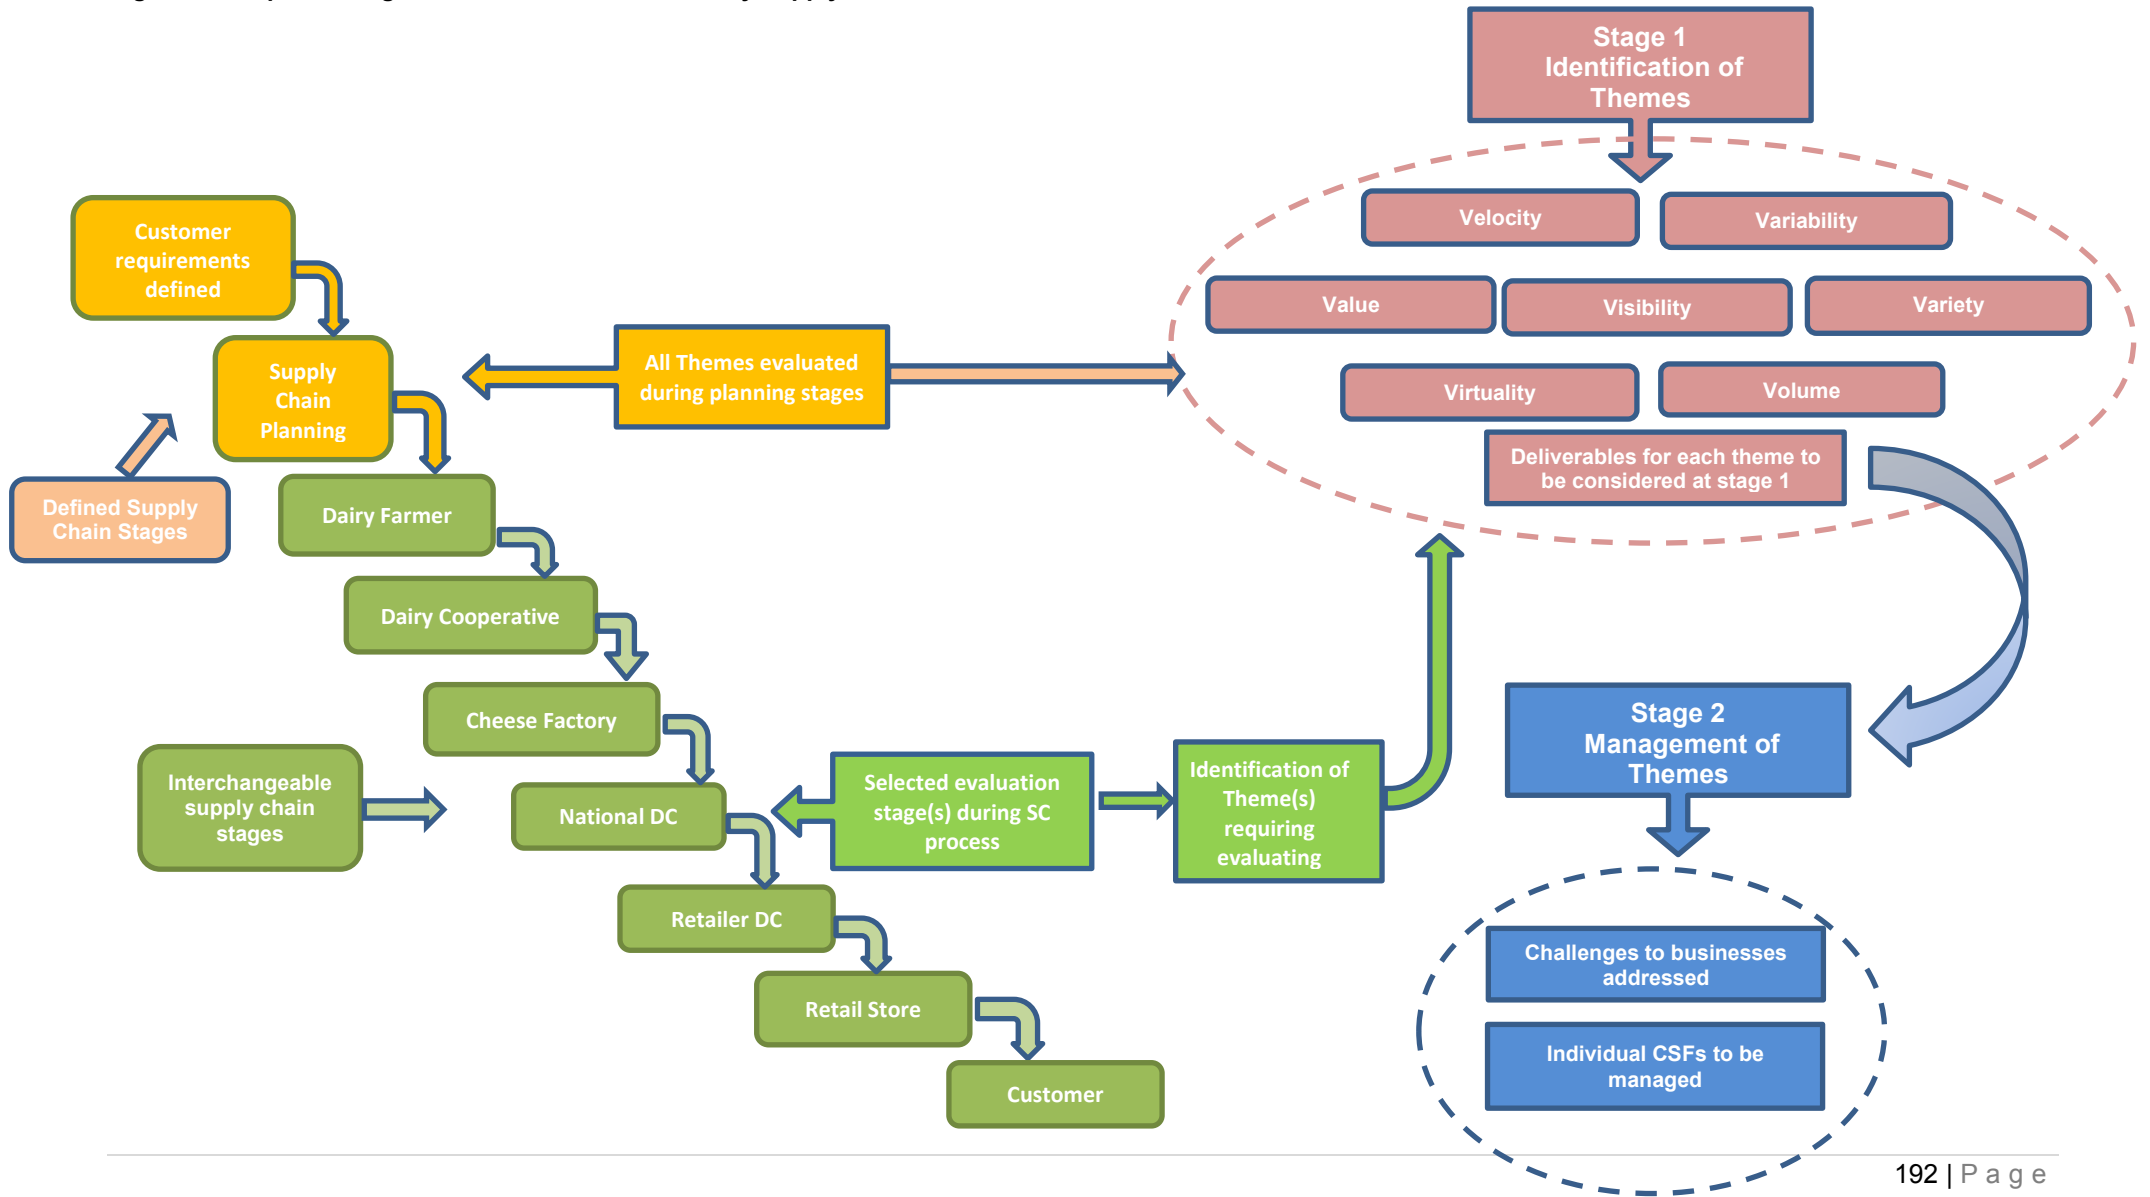 Stage 1
Identification of
Themes
Velocity
Variability
Value
Visibility
Variety
Virtuality
Volume
Deliverables for each theme to
be considered at stage 1
Customer
requirements
defined
Supply
Chain
Planning
All Themes evaluated
during planning stages
Defined Supply
Chain Stages
Dairy Farmer
Dairy Cooperative
Cheese Factory
Interchangeable
supply chain
stages
National DC
Selected evaluation
stage(s) during SC
process
Identification of
Theme(s)
requiring
evaluating
Retailer DC
Retail Store
Customer
Stage 2
Management of
Themes
Challenges to businesses
addressed
Individual CSFs to be
managed
192 | P a g e